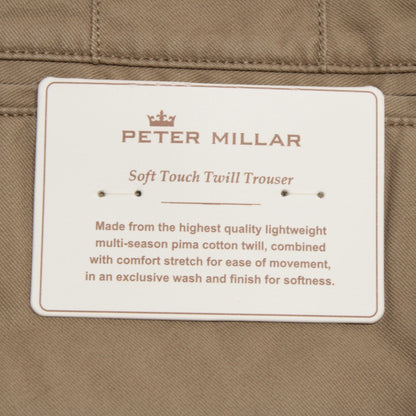 PETER MILLAR
Soft Touch Twill Trouser
Made from the highest quality lightweight
multi-season pima cotton twill, combined
with comfort stretch for ease of movement,
in an exclusive wash and finish for softness.